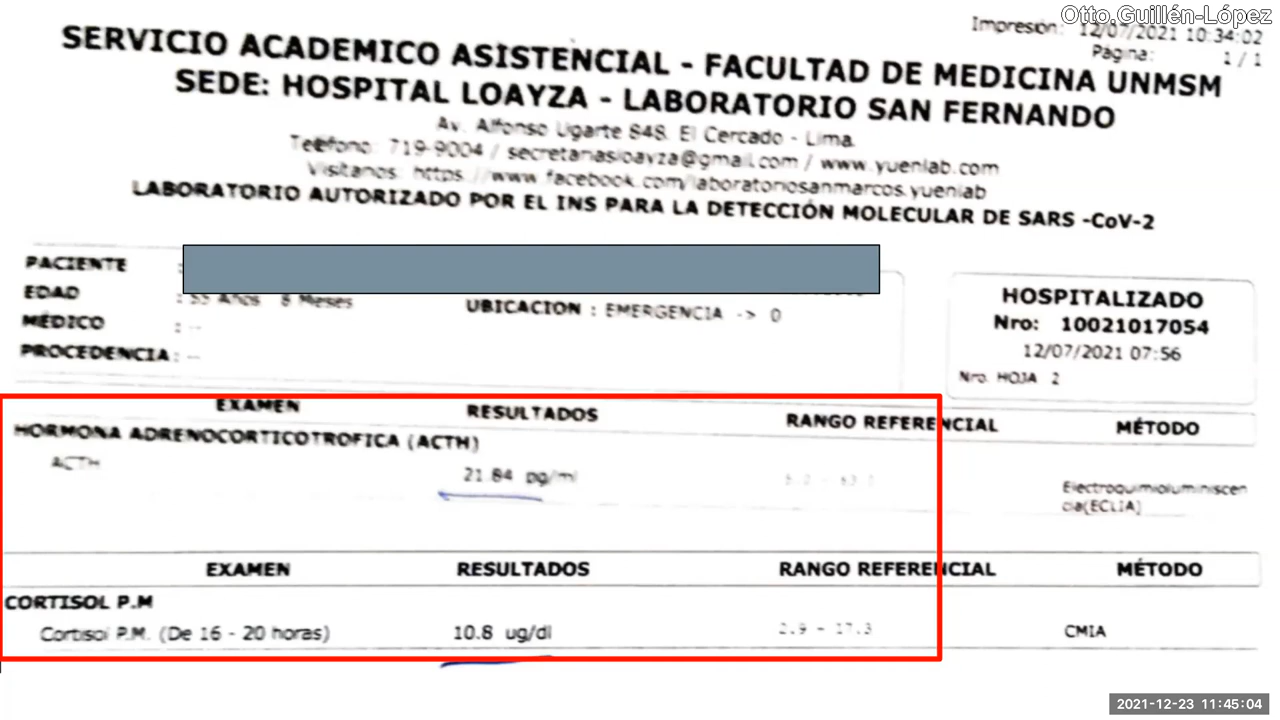 Otto.Guillén-López
Impresión: 12/07/2021 10:34:02
Página: 1 / 1
SERVICIO ACADEMICO ASISTENCIAL - FACULTAD DE MEDICINA UNMSM
SEDE: HOSPITAL LOAYZA - LABORATORIO SAN FERNANDO
Av. Alfonso Ugarte 848. El Cercado - Lima.
Teléfono: 719-9004 / secretariasloayza@gmail.com / www.yuenlab.com
Visítanos: https://www.facebook.com/laboratoriosanmarcos.yuenlab
LABORATORIO AUTORIZADO POR EL INS PARA LA DETECCIÓN MOLECULAR DE SARS -CoV-2
PACIENTE :
EDAD : 55 Años 8 Meses
UBICACION : EMERGENCIA -> 0
MÉDICO : --
PROCEDENCIA : --
HOSPITALIZADO
Nro: 10021017054
12/07/2021 07:56
Nro. HOJA 2
EXAMEN RESULTADOS RANGO REFERENCIAL MÉTODO
HORMONA ADRENOCORTICOTROFICA (ACTH)
ACTH 21.84 pg/ml Electroquimioluminiscen
cia(ECLIA)
EXAMEN RESULTADOS RANGO REFERENCIAL MÉTODO
CORTISOL P.M
Cortisol P.M. (De 16 - 20 horas) 10.8 ug/dl 2.9 - 17.3 CMIA
2021-12-23 11:45:04